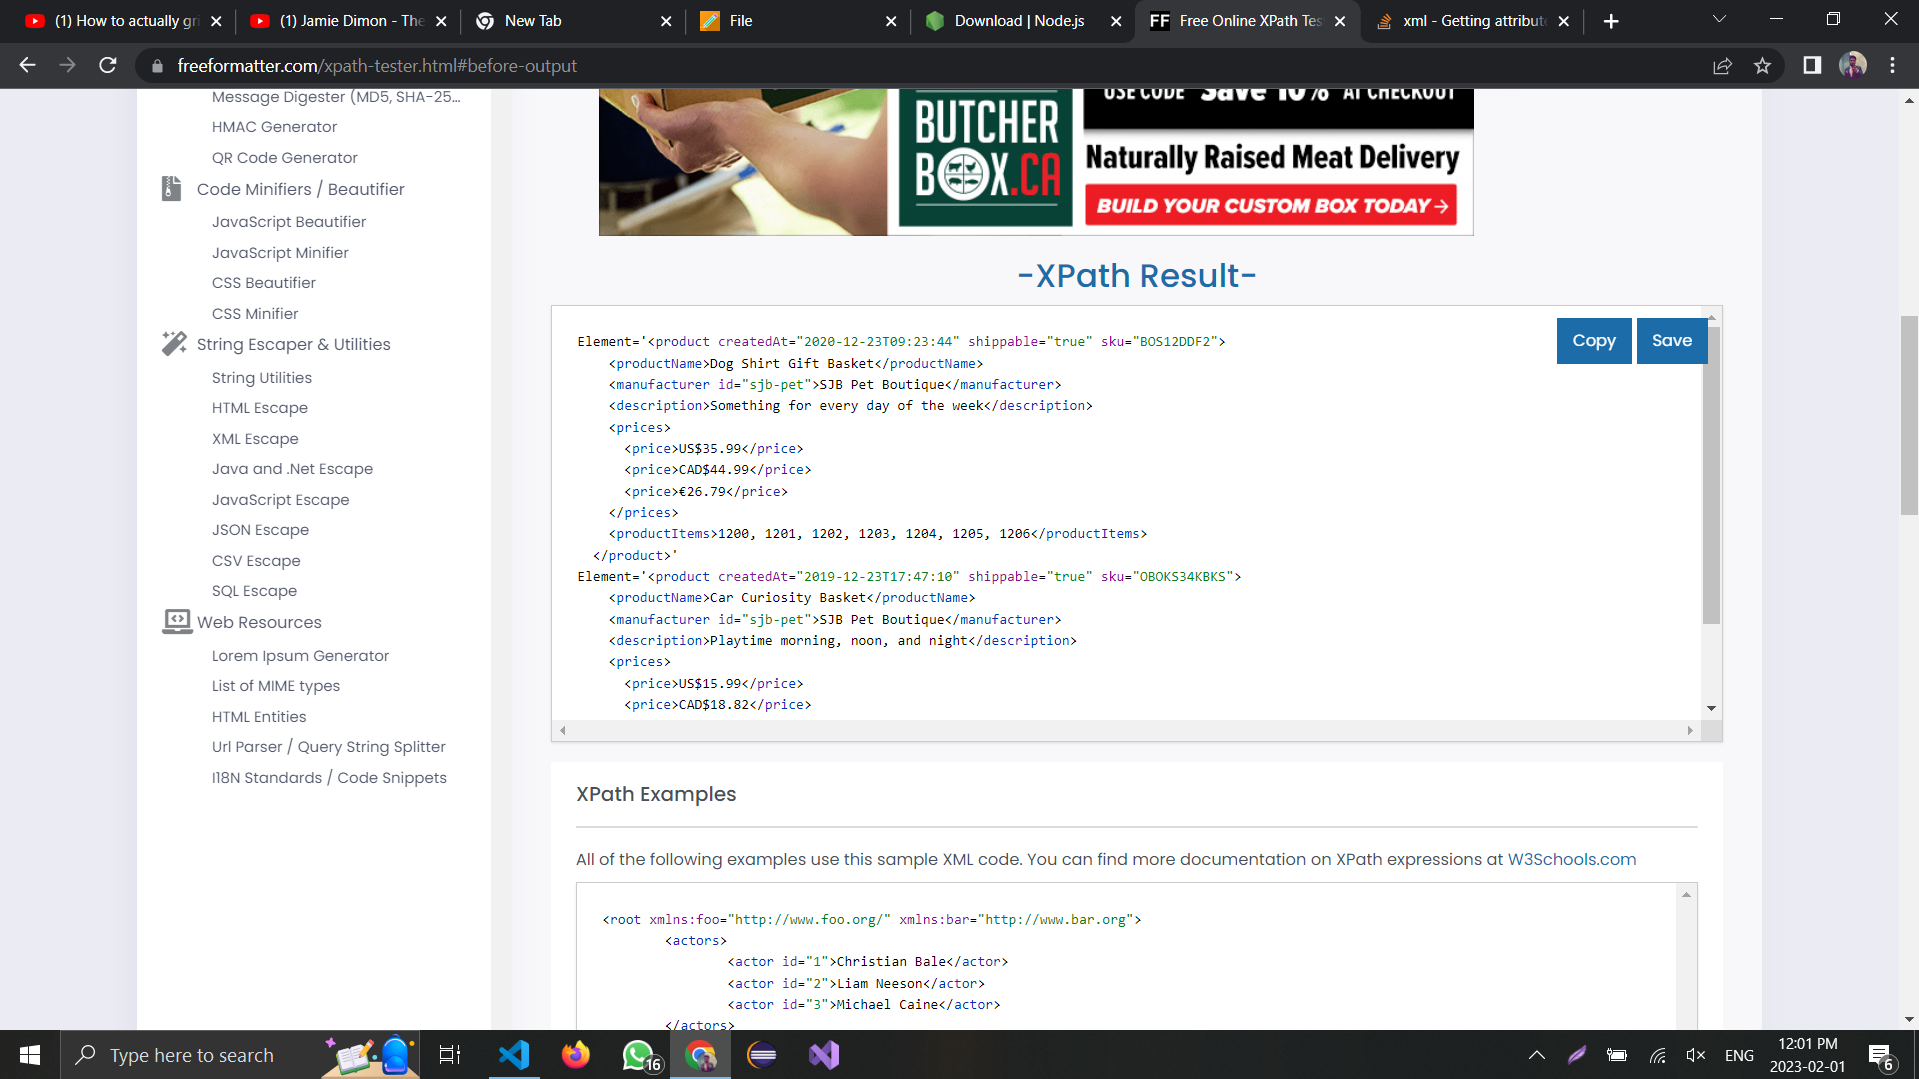 (1) How to actually gri
(1) Jamie Dimon - The
New Tab
File
Download | Node.js
FF
Free Online XPath Tes
xml - Getting attribute
freeformatter.com/xpath-tester.html#before-output
Message Digester (MD5, SHA-25...
HMAC Generator
QR Code Generator
Code Minifiers / Beautifier
JavaScript Beautifier
JavaScript Minifier
CSS Beautifier
CSS Minifier
String Escaper & Utilities
String Utilities
HTML Escape
XML Escape
Java and .Net Escape
JavaScript Escape
JSON Escape
CSV Escape
SQL Escape
Web Resources
Lorem Ipsum Generator
List of MIME types
HTML Entities
Url Parser / Query String Splitter
I18N Standards / Code Snippets
BUTCHER
BOX.CA
USE CODE Save 10% AT CHECKOUT
Naturally Raised Meat Delivery
BUILD YOUR CUSTOM BOX TODAY →
-XPath Result-
Copy
Save
Element='<product createdAt="2020-12-23T09:23:44" shippable="true" sku="BOS12DDF2">
<productName>Dog Shirt Gift Basket</productName>
<manufacturer id="sjb-pet">SJB Pet Boutique</manufacturer>
<description>Something for every day of the week</description>
<prices>
<price>US$35.99</price>
<price>CAD$44.99</price>
<price>€26.79</price>
</prices>
<productItems>1200, 1201, 1202, 1203, 1204, 1205, 1206</productItems>
</product>'
Element='<product createdAt="2019-12-23T17:47:10" shippable="true" sku="OBOKS34KBKS">
<productName>Car Curiosity Basket</productName>
<manufacturer id="sjb-pet">SJB Pet Boutique</manufacturer>
<description>Playtime morning, noon, and night</description>
<prices>
<price>US$15.99</price>
<price>CAD$18.82</price>
XPath Examples
All of the following examples use this sample XML code. You can find more documentation on XPath expressions at W3Schools.com
<root xmlns:foo="http://www.foo.org/" xmlns:bar="http://www.bar.org">
<actors>
<actor id="1">Christian Bale</actor>
<actor id="2">Liam Neeson</actor>
<actor id="3">Michael Caine</actor>
</actors>
Type here to search
16
ENG
12:01 PM
2023-02-01
6